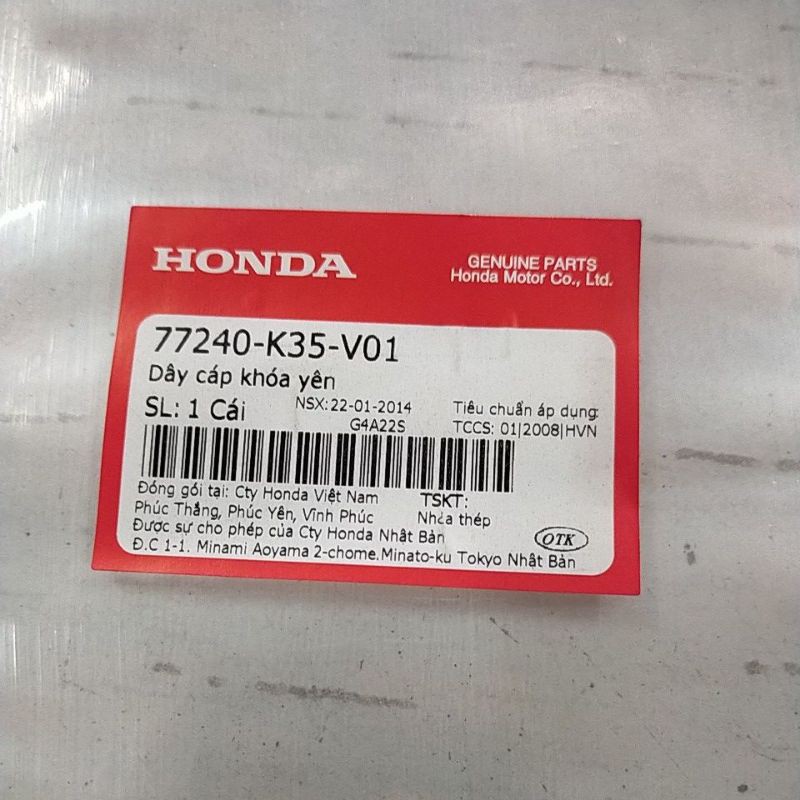 HONDA
GENUINE PARTS
Honda Motor Co., Ltd.
77240-K35-V01
Dây cáp khóa yên
SL: 1 Cái
NSX: 22-01-2014
G4A22S
Tiêu chuẩn áp dụng:
TCCS: 01|2008|HVN
Đóng gói tại: Cty Honda Việt Nam
Phúc Thắng, Phúc Yên, Vĩnh Phúc
TSKT:
Nhựa thép
Được sự cho phép của Cty Honda Nhật Bản
Đ.C 1-1. Minami Aoyama 2-chome.Minato-ku Tokyo Nhật Bản
QTK